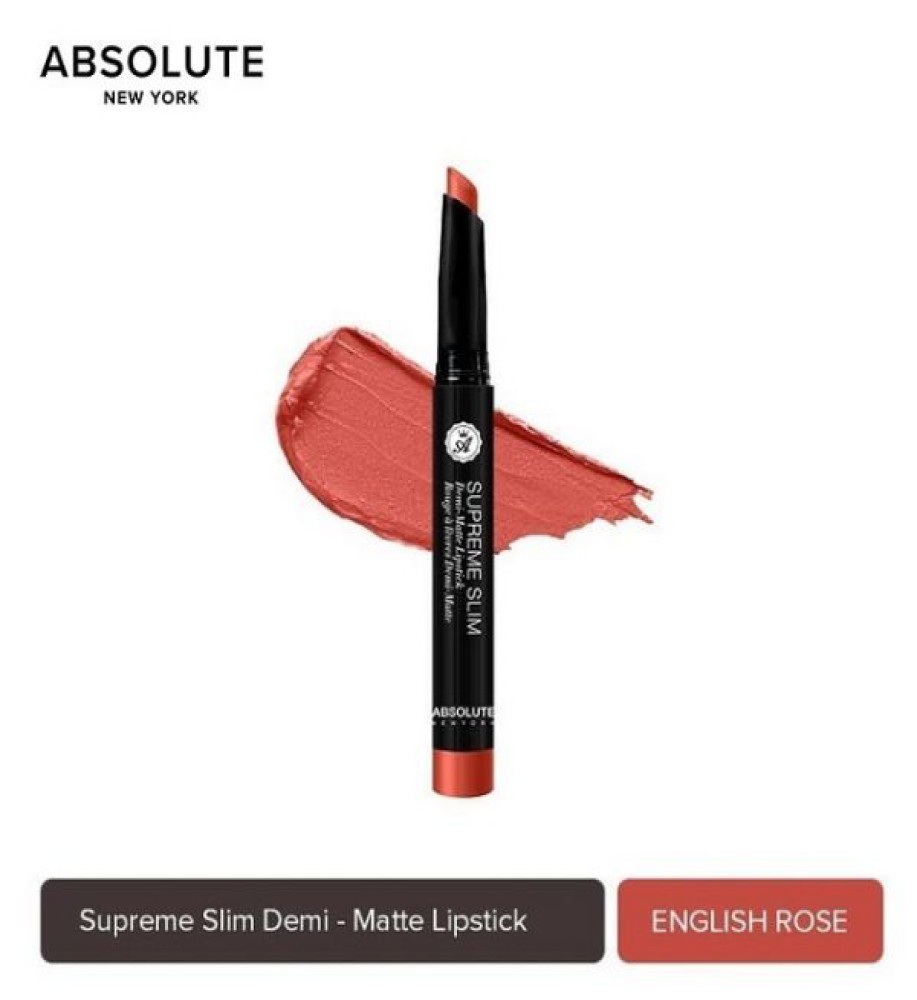 ABSOLUTE
NEW YORK
SUPREME SLIM
Demi-Matte Lipstick
Rouge à lèvres Demi-Matte
ABSOLUTE
NEW YORK
Supreme Slim Demi - Matte Lipstick
ENGLISH ROSE